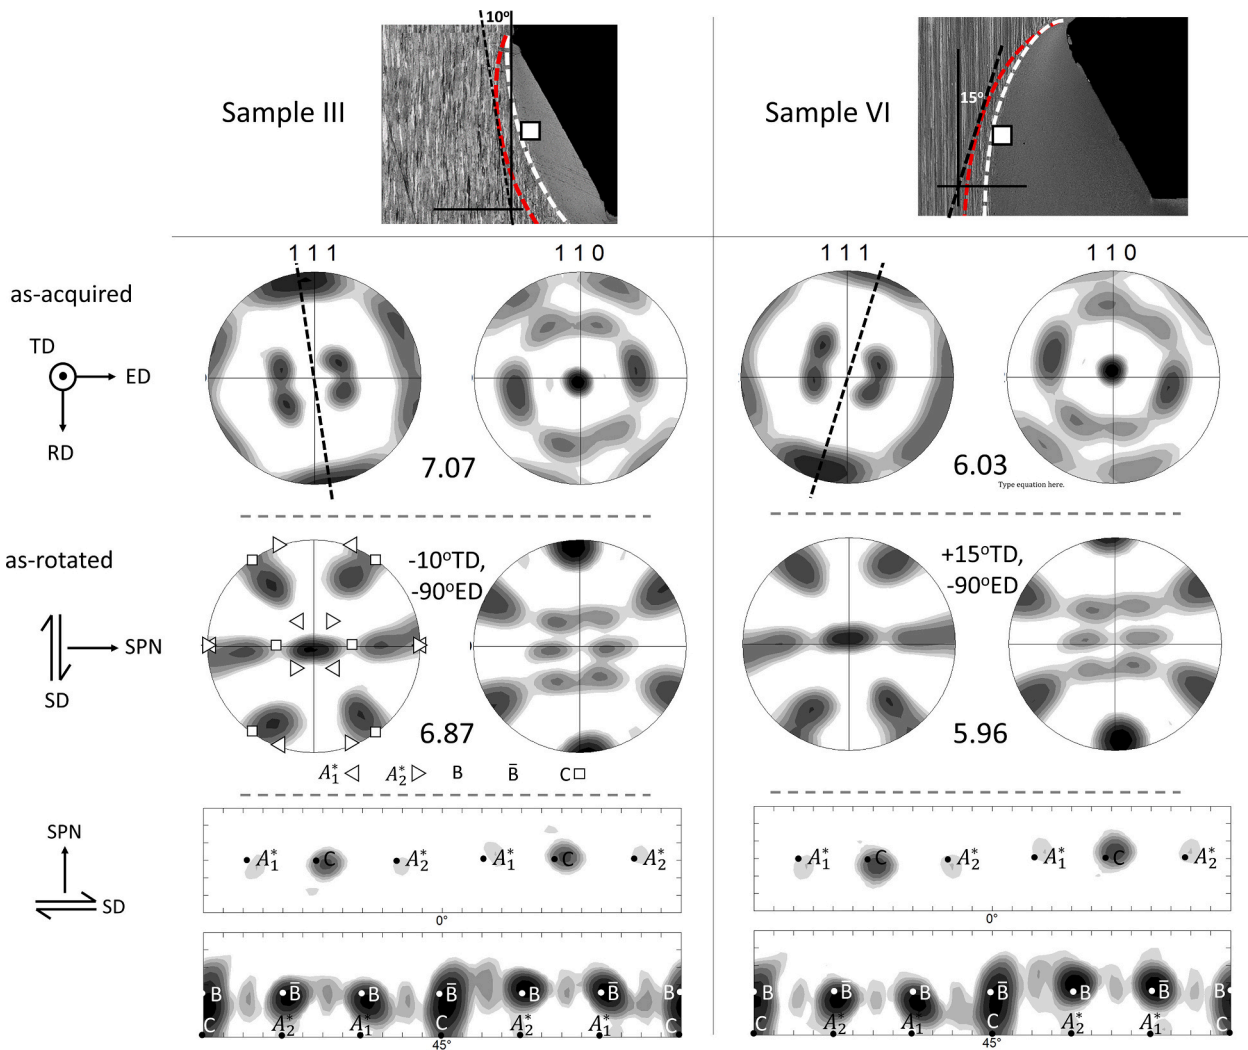 10°
Sample III
Sample VI
15°
1 1 1
1 1 0
1 1 1
1 1 0
as-acquired
TD
ED
RD
7.07
6.03
Type equation here.
as-rotated
-10°TD,
-90°ED
+15°TD,
-90°ED
SPN
SD
6.87
5.96
A₁* A₂* B B̄ C
SPN
SD
A₁* C A₂* A₁* C A₂*
0°
A₁* C A₂* A₁* C A₂*
0°
B B̄ B B̄ B B̄ B
C A₂* A₁* C A₂* A₁* C
45°
B B̄ B B̄ B B̄ B
C A₂* A₁ C A₂* A₁* C
45°